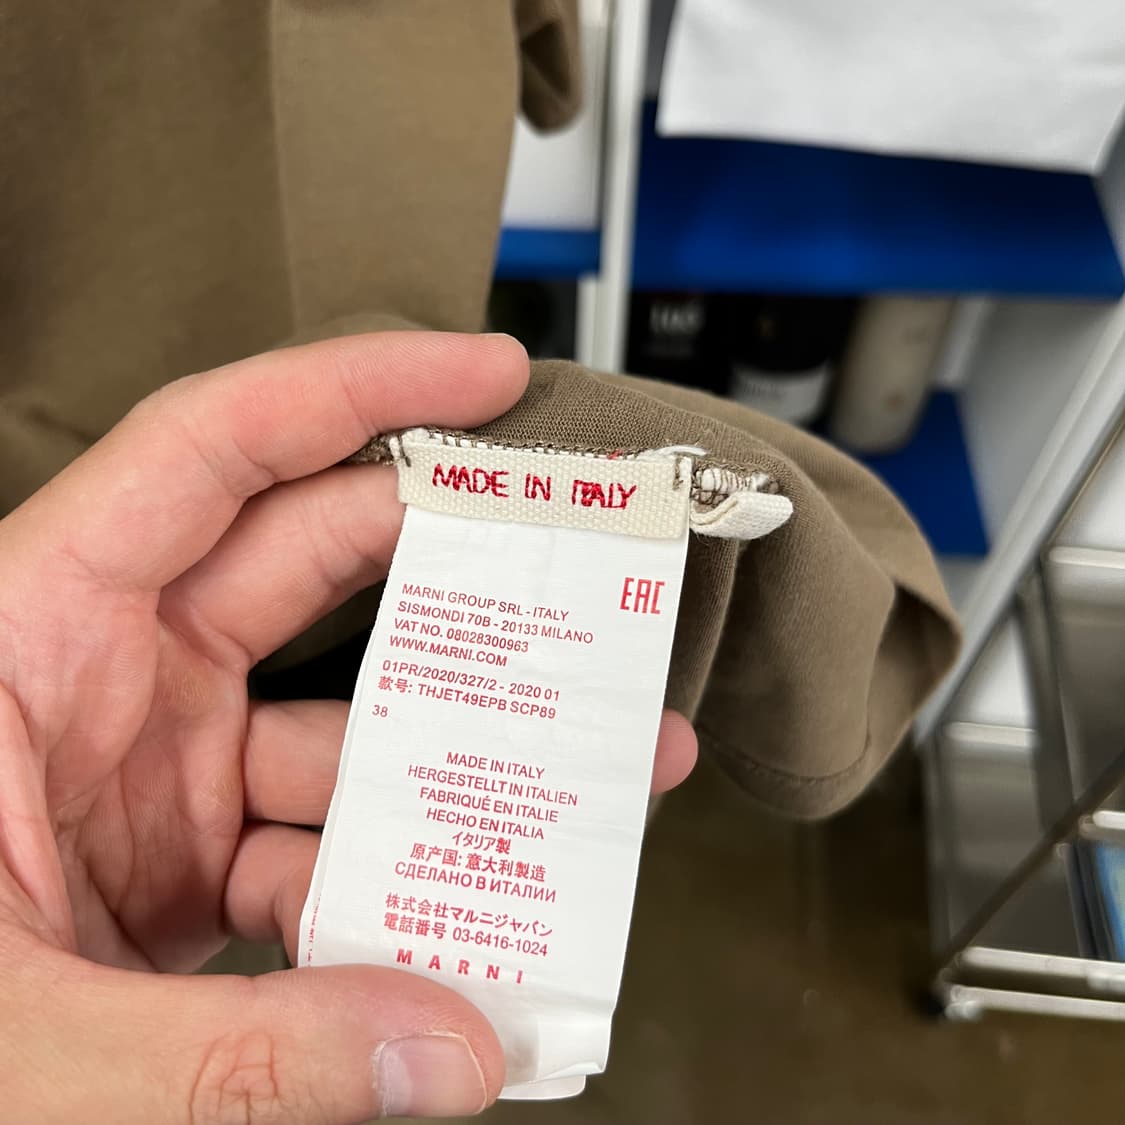 MADE IN ITALY
EAC
MARNI GROUP SRL - ITALY
SISMONDI 70B - 20133 MILANO
VAT NO. 08028300963
WWW.MARNI.COM
01PR/2020/327/2 - 2020 01
款号: THJET49EPB SCP89
38
MADE IN ITALY
HERGESTELLT IN ITALIEN
FABRIQUÉ EN ITALIE
HECHO EN ITALIA
イタリア製
原产国: 意大利製造
СДЕЛАНО В ИТАЛИИ
株式会社マルニジャパン
電話番号 03-6416-1024
MARNI